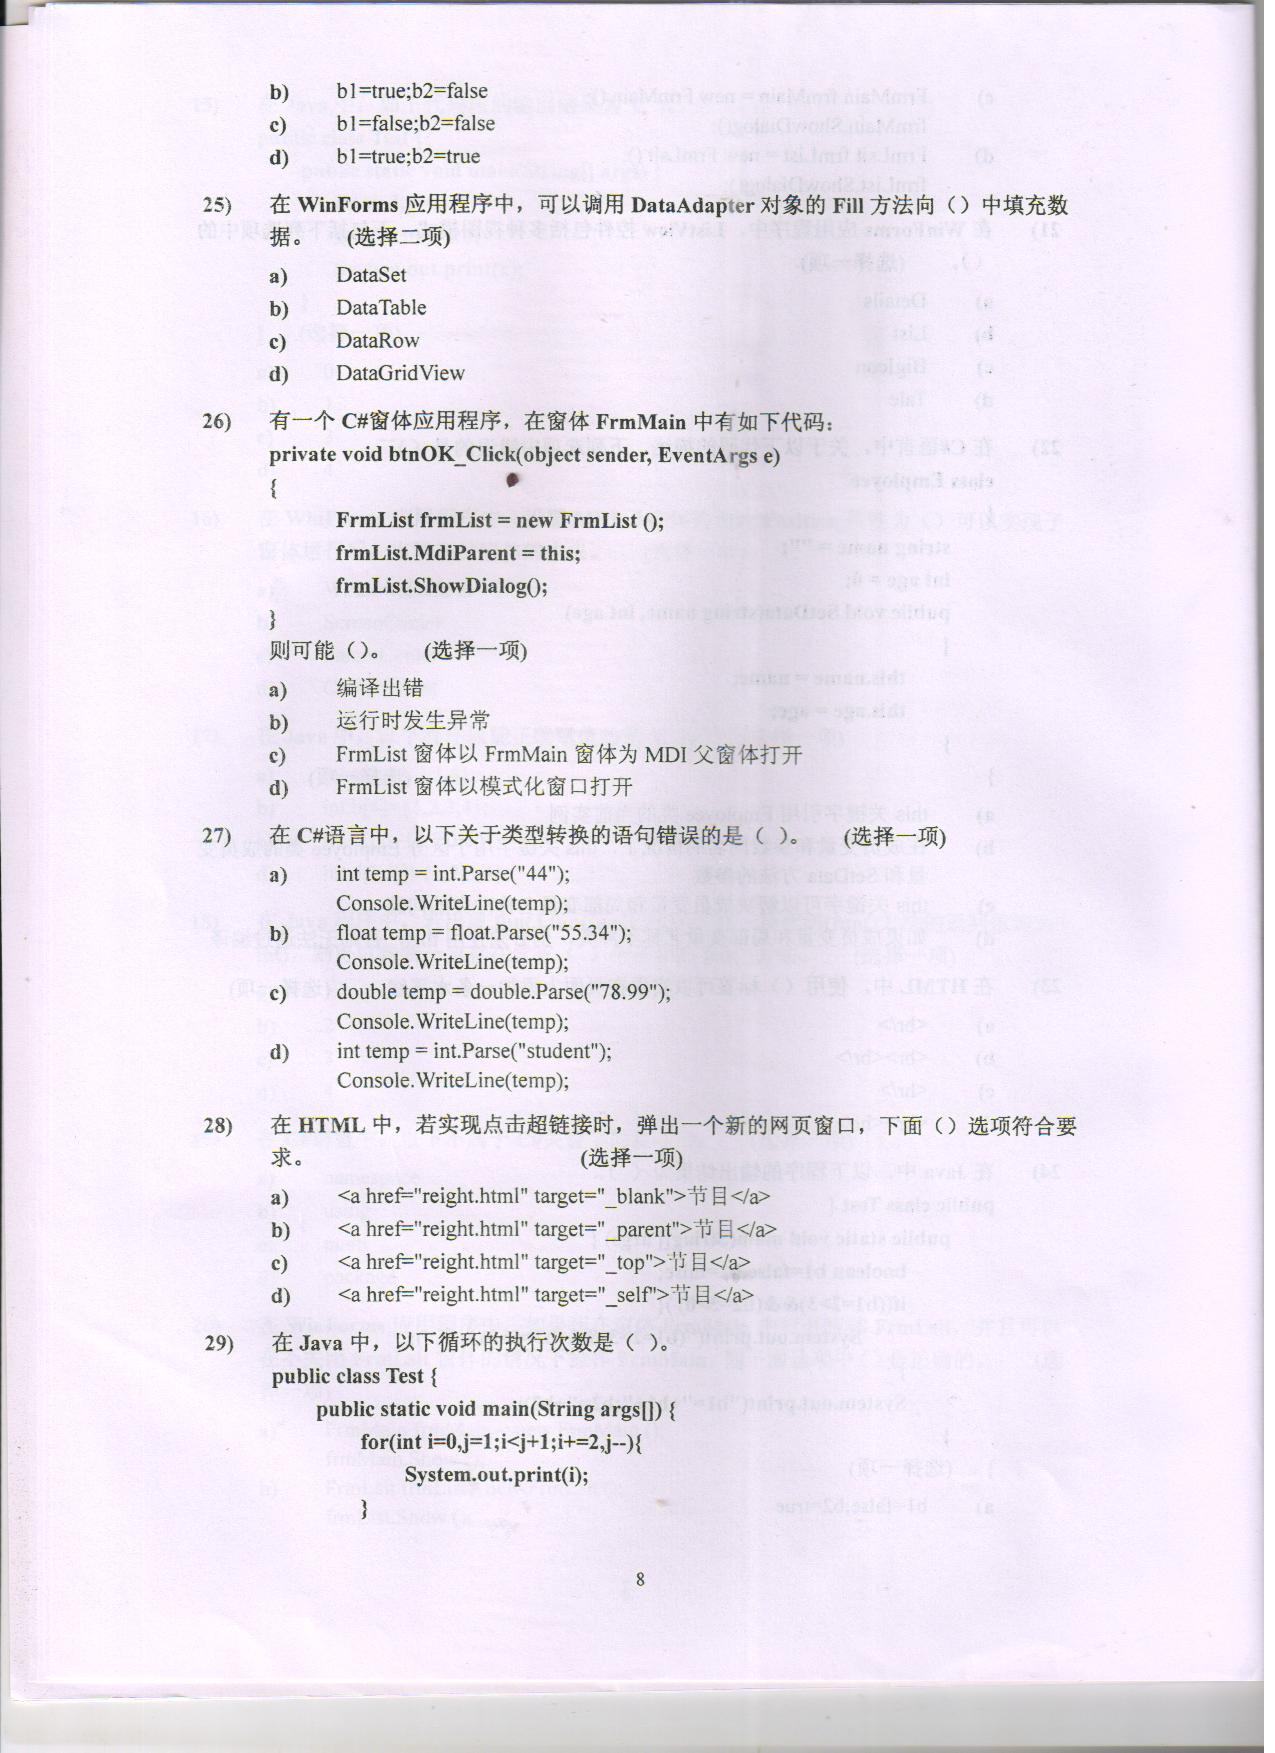 b) b1=true;b2=false
c) b1=false;b2=false
d) b1=true;b2=true
25) 在 WinForms 应用程序中，可以调用 DataAdapter 对象的 Fill 方法向（）中填充数
据。 (选择二项)
a) DataSet
b) DataTable
c) DataRow
d) DataGridView
26) 有一个 C#窗体应用程序，在窗体 FrmMain 中有如下代码：
private void btnOK_Click(object sender, EventArgs e)
{
FrmList frmList = new FrmList ();
frmList.MdiParent = this;
frmList.ShowDialog();
}
则可能（）。 (选择一项)
a) 编译出错
b) 运行时发生异常
c) FrmList 窗体以 FrmMain 窗体为 MDI 父窗体打开
d) FrmList 窗体以模式化窗口打开
27) 在 C#语言中，以下关于类型转换的语句错误的是（ ）。 (选择一项)
a) int temp = int.Parse("44");
Console.WriteLine(temp);
b) float temp = float.Parse("55.34");
Console.WriteLine(temp);
c) double temp = double.Parse("78.99");
Console.WriteLine(temp);
d) int temp = int.Parse("student");
Console.WriteLine(temp);
28) 在 HTML 中，若实现点击超链接时，弹出一个新的网页窗口，下面（）选项符合要
求。 (选择一项)
a) <a href="reight.html" target="_blank">节目</a>
b) <a href="reight.html" target="_parent">节目</a>
c) <a href="reight.html" target="_top">节目</a>
d) <a href="reight.html" target="_self">节目</a>
29) 在 Java 中，以下循环的执行次数是（ ）。
public class Test {
public static void main(String args[]) {
for(int i=0,j=1;i<j+1;i+=2,j--){
System.out.print(i);
}
8